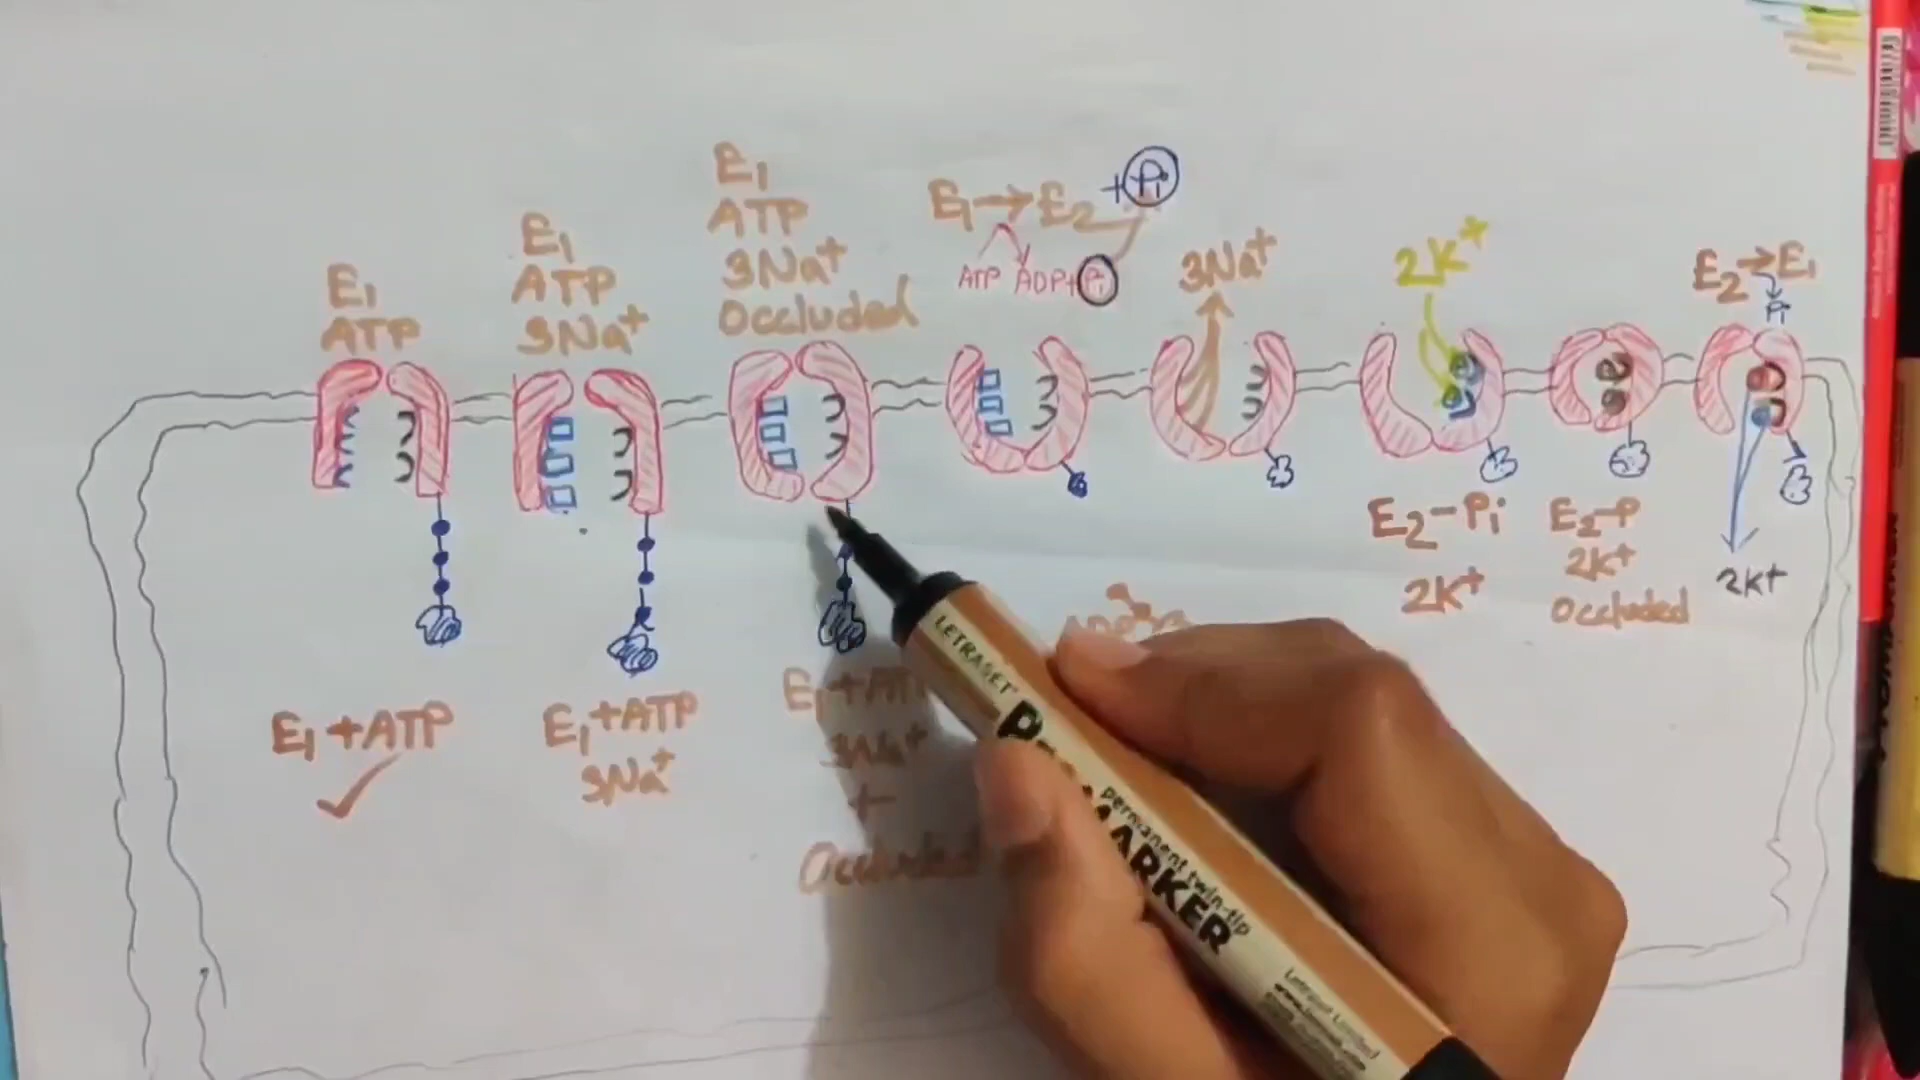 E1
ATP
E1
ATP
3Na+
E1
ATP
3Na+
Occluded
E1→E2
+Pi
ATP ADP+Pi
3Na+
2K+
E2→E1
Pi
E1+ATP
E1+ATP
3Na+
E1+AT
3Na+
+
Occluded
E2-Pi
2K+
E2-P
2K+
Occluded
2K+
LETRASET
permanent twin-tip
MARKER